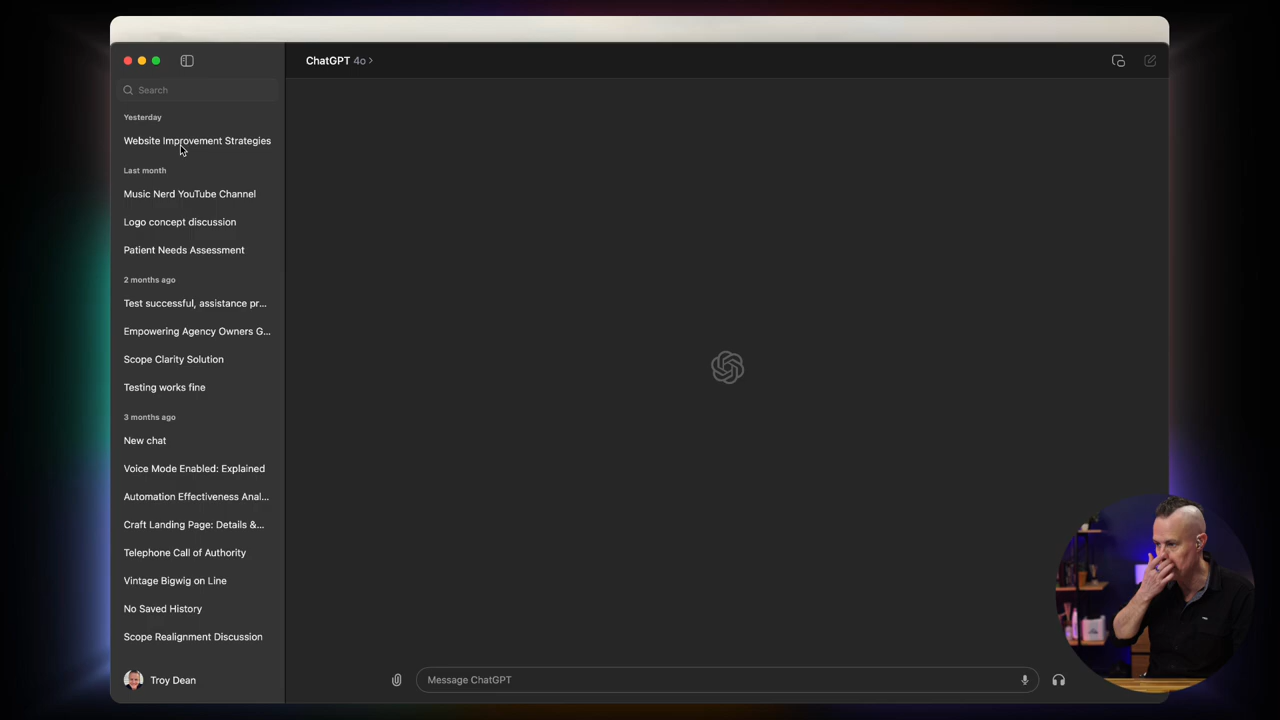 ChatGPT 4o >
Search
Yesterday
Website Improvement Strategies
Last month
Music Nerd YouTube Channel
Logo concept discussion
Patient Needs Assessment
2 months ago
Test successful, assistance pr...
Empowering Agency Owners G...
Scope Clarity Solution
Testing works fine
3 months ago
New chat
Voice Mode Enabled: Explained
Automation Effectiveness Anal...
Craft Landing Page: Details &...
Telephone Call of Authority
Vintage Bigwig on Line
No Saved History
Scope Realignment Discussion
Troy Dean
Message ChatGPT